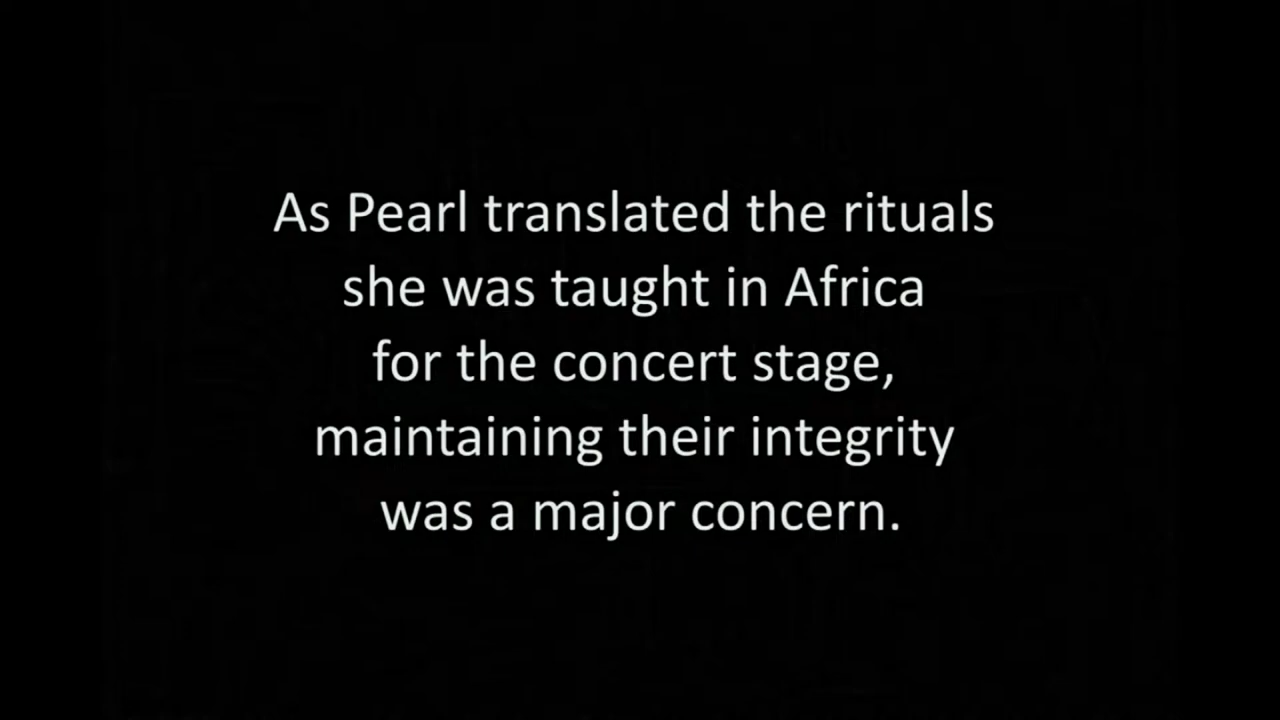 As Pearl translated the rituals
she was taught in Africa
for the concert stage,
maintaining their integrity
was a major concern.